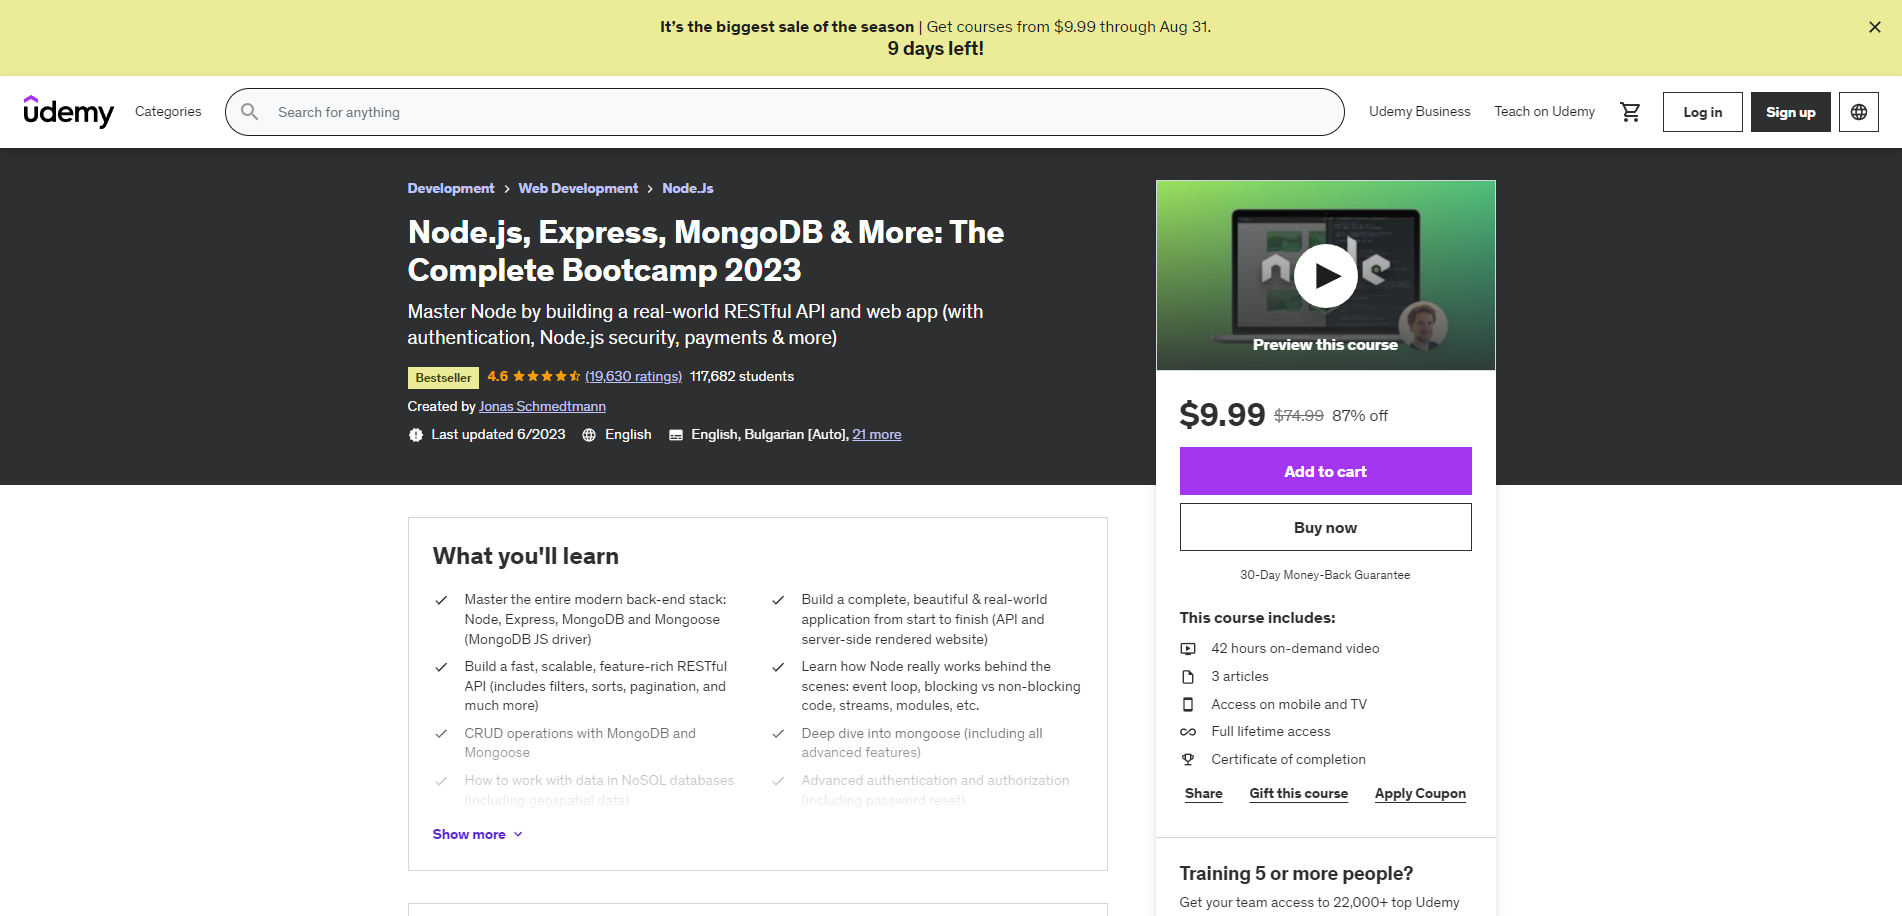 It's the biggest sale of the season | Get courses from $9.99 through Aug 31.
9 days left!
udemy
Categories
Search for anything
Udemy Business
Teach on Udemy
Log in
Sign up
Development > Web Development > Node.Js
Node.js, Express, MongoDB & More: The
Complete Bootcamp 2023
Master Node by building a real-world RESTful API and web app (with
authentication, Node.js security, payments & more)
Bestseller 4.6 (19,630 ratings) 117,682 students
Created by Jonas Schmedtmann
Last updated 6/2023 English English, Bulgarian [Auto], 21 more
Preview this course
$9.99 $74.99 87% off
Add to cart
Buy now
30-Day Money-Back Guarantee
This course includes:
42 hours on-demand video
3 articles
Access on mobile and TV
Full lifetime access
Certificate of completion
Share Gift this course Apply Coupon
Training 5 or more people?
Get your team access to 22,000+ top Udemy
What you'll learn
Master the entire modern back-end stack:
Node, Express, MongoDB and Mongoose
(MongoDB JS driver)
Build a fast, scalable, feature-rich RESTful
API (includes filters, sorts, pagination, and
much more)
CRUD operations with MongoDB and
Mongoose
How to work with data in NoSQL databases
(including geospatial data)
Build a complete, beautiful & real-world
application from start to finish (API and
server-side rendered website)
Learn how Node really works behind the
scenes: event loop, blocking vs non-blocking
code, streams, modules, etc.
Deep dive into mongoose (including all
advanced features)
Advanced authentication and authorization
(including password reset)
Show more